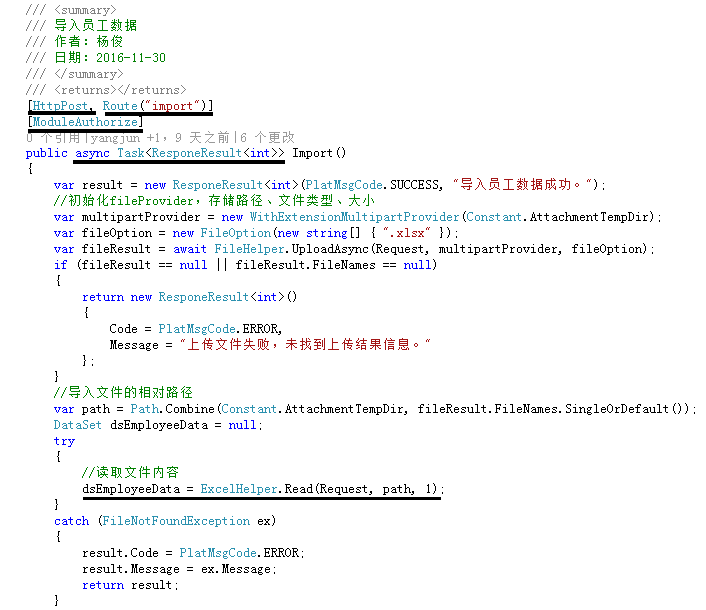 /// <summary>
/// 导入员工数据
/// 作者: 杨俊
/// 日期: 2016-11-30
/// </summary>
/// <returns></returns>
[HttpPost, Route("import")]
[ModuleAuthorize]
0 个引用|yangjun +1, 9 天之前|6 个更改
public async Task<ResponeResult<int>> Import()
{
var result = new ResponeResult<int>(PlatMsgCode.SUCCESS, "导入员工数据成功。");
//初始化fileProvider, 存储路径、文件类型、大小
var multipartProvider = new WithExtensionMultipartProvider(Constant.AttachmentTempDir);
var fileOption = new FileOption(new string[] { ".xlsx" });
var fileResult = await FileHelper.UploadAsync(Request, multipartProvider, fileOption);
if (fileResult == null || fileResult.FileNames == null)
{
return new ResponeResult<int>()
{
Code = PlatMsgCode.ERROR,
Message = "上传文件失败, 未找到上传结果信息。"
};
}
//导入文件的相对路径
var path = Path.Combine(Constant.AttachmentTempDir, fileResult.FileNames.SingleOrDefault());
DataSet dsEmployeeData = null;
try
{
//读取文件内容
dsEmployeeData = ExcelHelper.Read(Request, path, 1);
}
catch (FileNotFoundException ex)
{
result.Code = PlatMsgCode.ERROR;
result.Message = ex.Message;
return result;
}